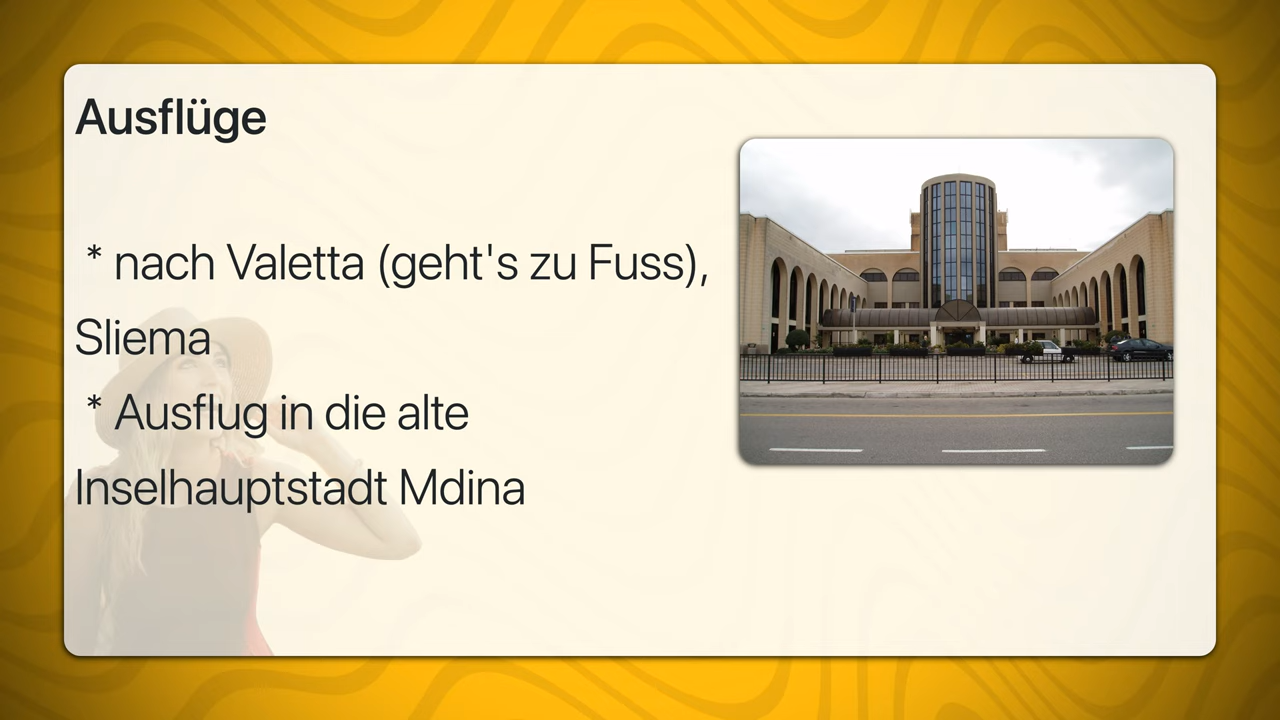 Ausflüge
* nach Valetta (geht's zu Fuss),
Sliema
* Ausflug in die alte
Inselhauptstadt Mdina